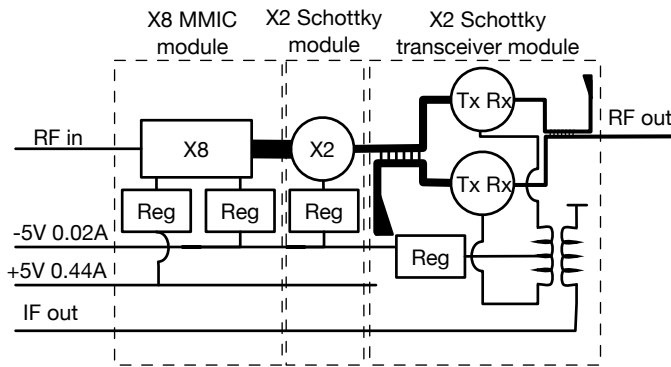 X8 MMIC
module
X2 Schottky
module
X2 Schottky
transceiver module
RF in
X8
X2
Tx Rx
Tx Rx
RF out
Reg
Reg
Reg
Reg
-5V 0.02A
+5V 0.44A
IF out